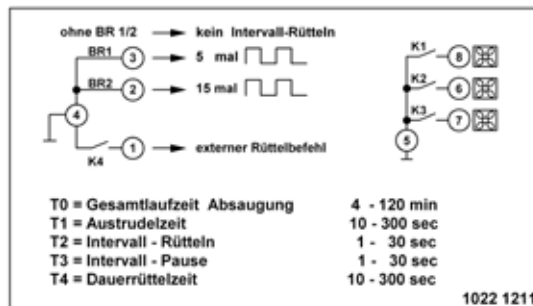 ohne BR 1/2 kein Intervall-Rütteln
BR1 3 5 mal
BR2 2 15 mal
4
K4 1 externer Rüttelbefehl
K1 8
K2 6
K3 7
5
T0 = Gesamtlaufzeit Absaugung 4 - 120 min
T1 = Austrudelzeit 10 - 300 sec
T2 = Intervall - Rütteln 1 - 30 sec
T3 = Intervall - Pause 1 - 30 sec
T4 = Dauerrüttelzeit 10 - 300 sec
1022 1211